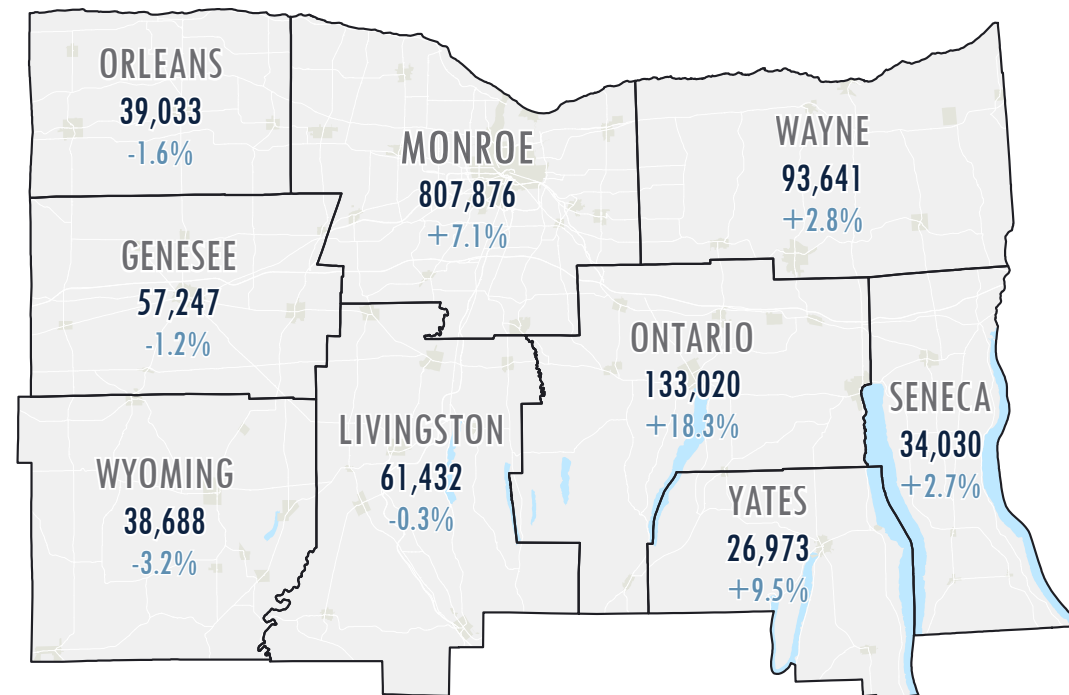 ORLEANS
39,033
-1.6%
MONROE
807,876
+7.1%
WAYNE
93,641
+2.8%
GENESEE
57,247
-1.2%
ONTARIO
133,020
+18.3%
SENECA
34,030
+2.7%
LIVINGSTON
61,432
-0.3%
WYOMING
38,688
-3.2%
YATES
26,973
+9.5%